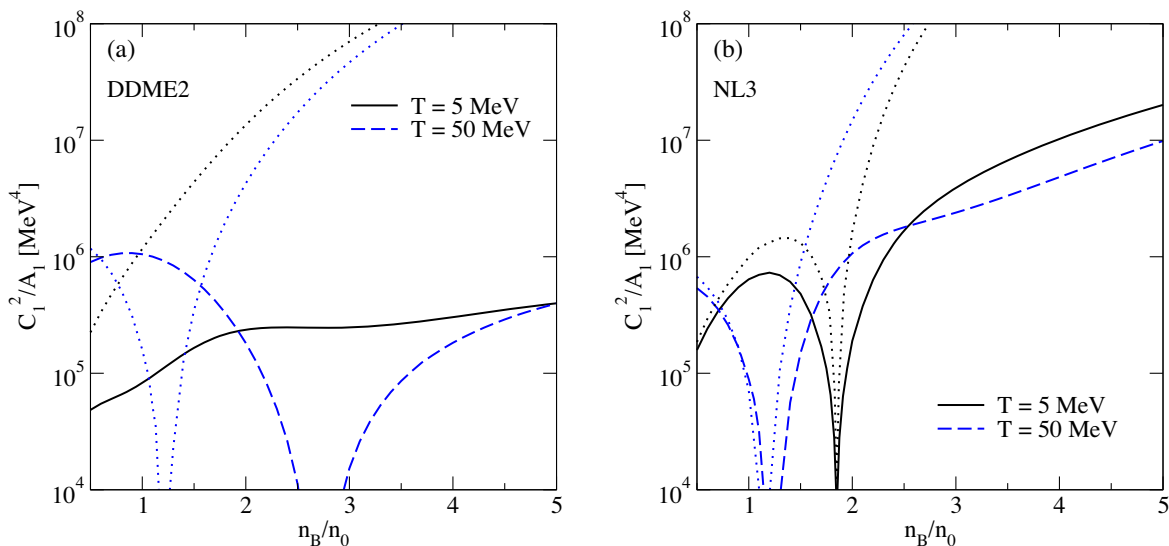 (a)
DDME2
T = 5 MeV
T = 50 MeV
10^8
10^7
10^6
10^5
10^4
C_1^2/A_1 [MeV^4]
1 2 3 4 5
n_B/n_0
(b)
NL3
T = 5 MeV
T = 50 MeV
10^8
10^7
10^6
10^5
10^4
C_1^2/A_1 [MeV^4]
1 2 3 4 5
n_B/n_0